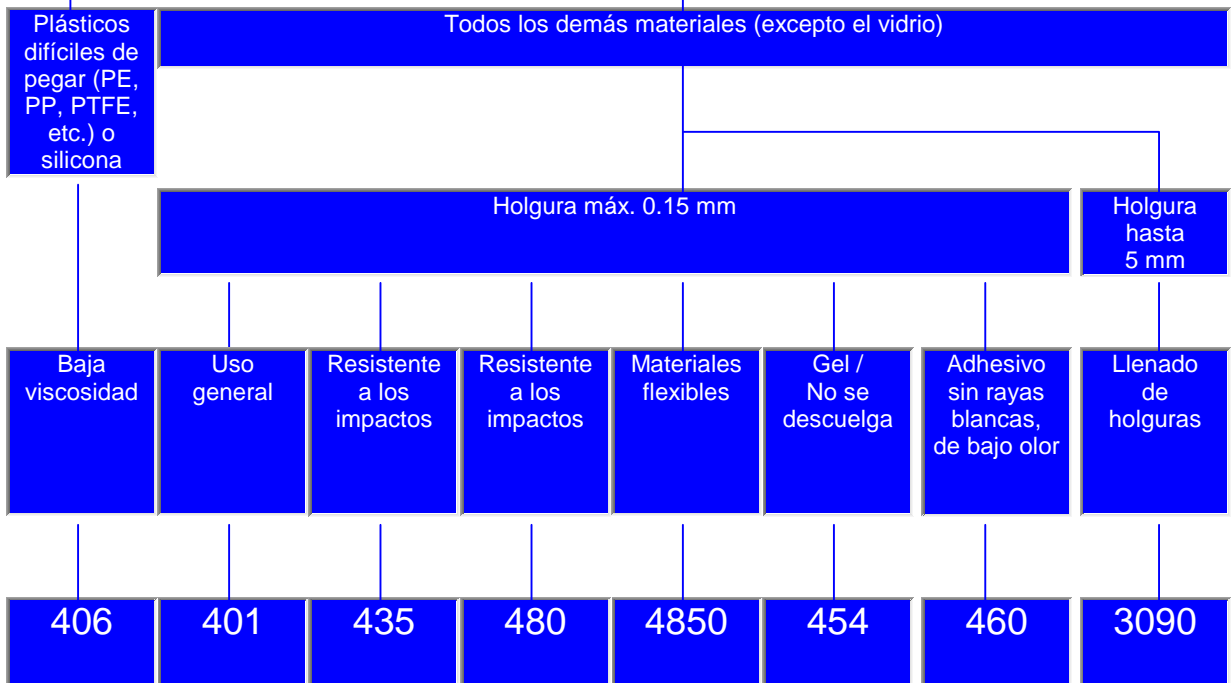 Plásticos
difíciles de
pegar (PE,
PP, PTFE,
etc.) o
silicona
Todos los demás materiales (excepto el vidrio)
Holgura máx. 0.15 mm
Holgura
hasta
5 mm
Baja
viscosidad
Uso
general
Resistente
a los
impactos
Resistente
a los
impactos
Materiales
flexibles
Gel /
No se
descuelga
Adhesivo
sin rayas
blancas,
de bajo olor
Llenado
de
holguras
406
401
435
480
4850
454
460
3090